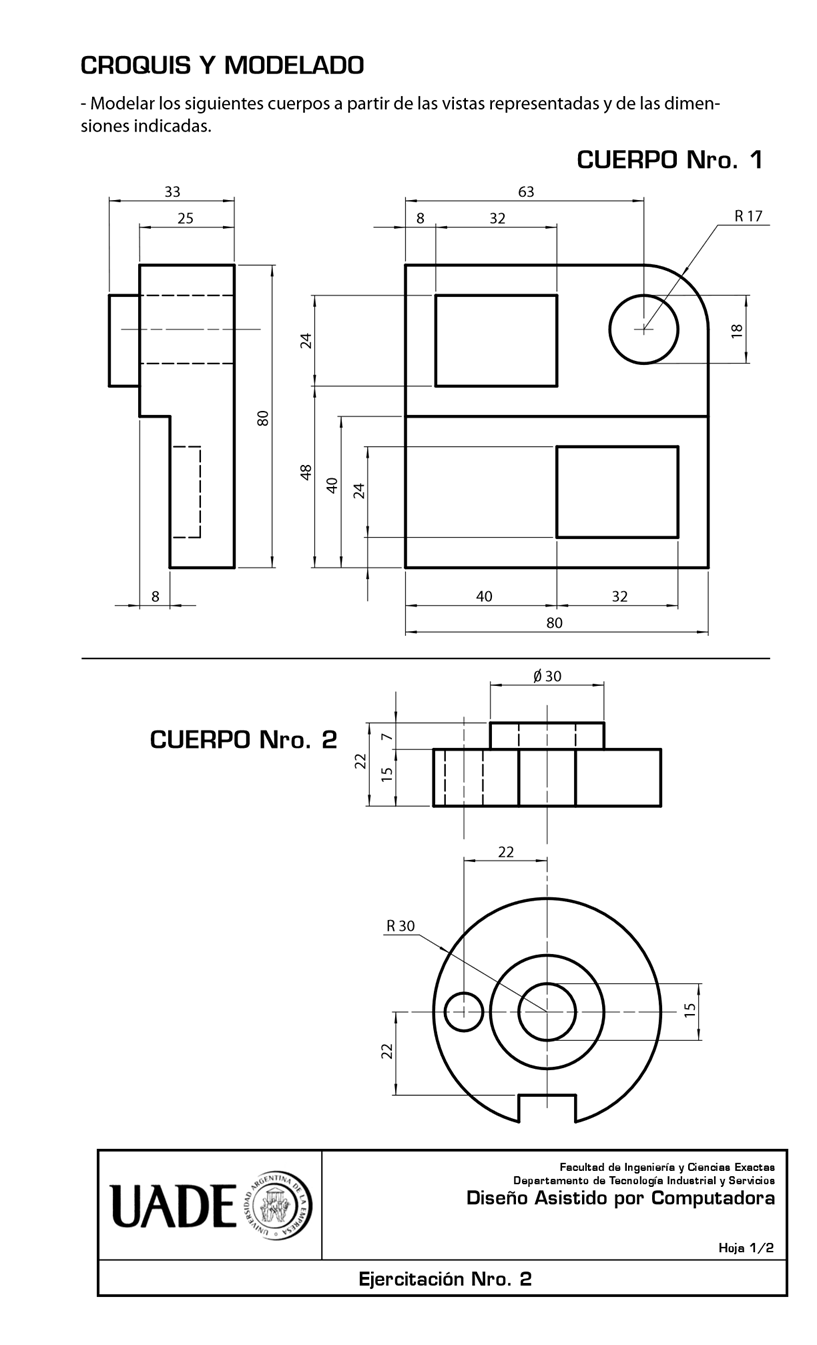 CROQUIS Y MODELADO
- Modelar los siguientes cuerpos a partir de las vistas representadas y de las dimen-
siones indicadas.
CUERPO Nro. 1
33
25
63
8
32
R 17
24
18
80
48
40
24
8
40
32
80
CUERPO Nro. 2
Ø 30
7
22
15
22
R 30
15
22
UADE
UNIVERSIDAD ARGENTINA DE LA EMPRESA
Facultad de Ingeniería y Ciencias Exactas
Departamento de Tecnología Industrial y Servicios
Diseño Asistido por Computadora
Hoja 1/2
Ejercitación Nro. 2